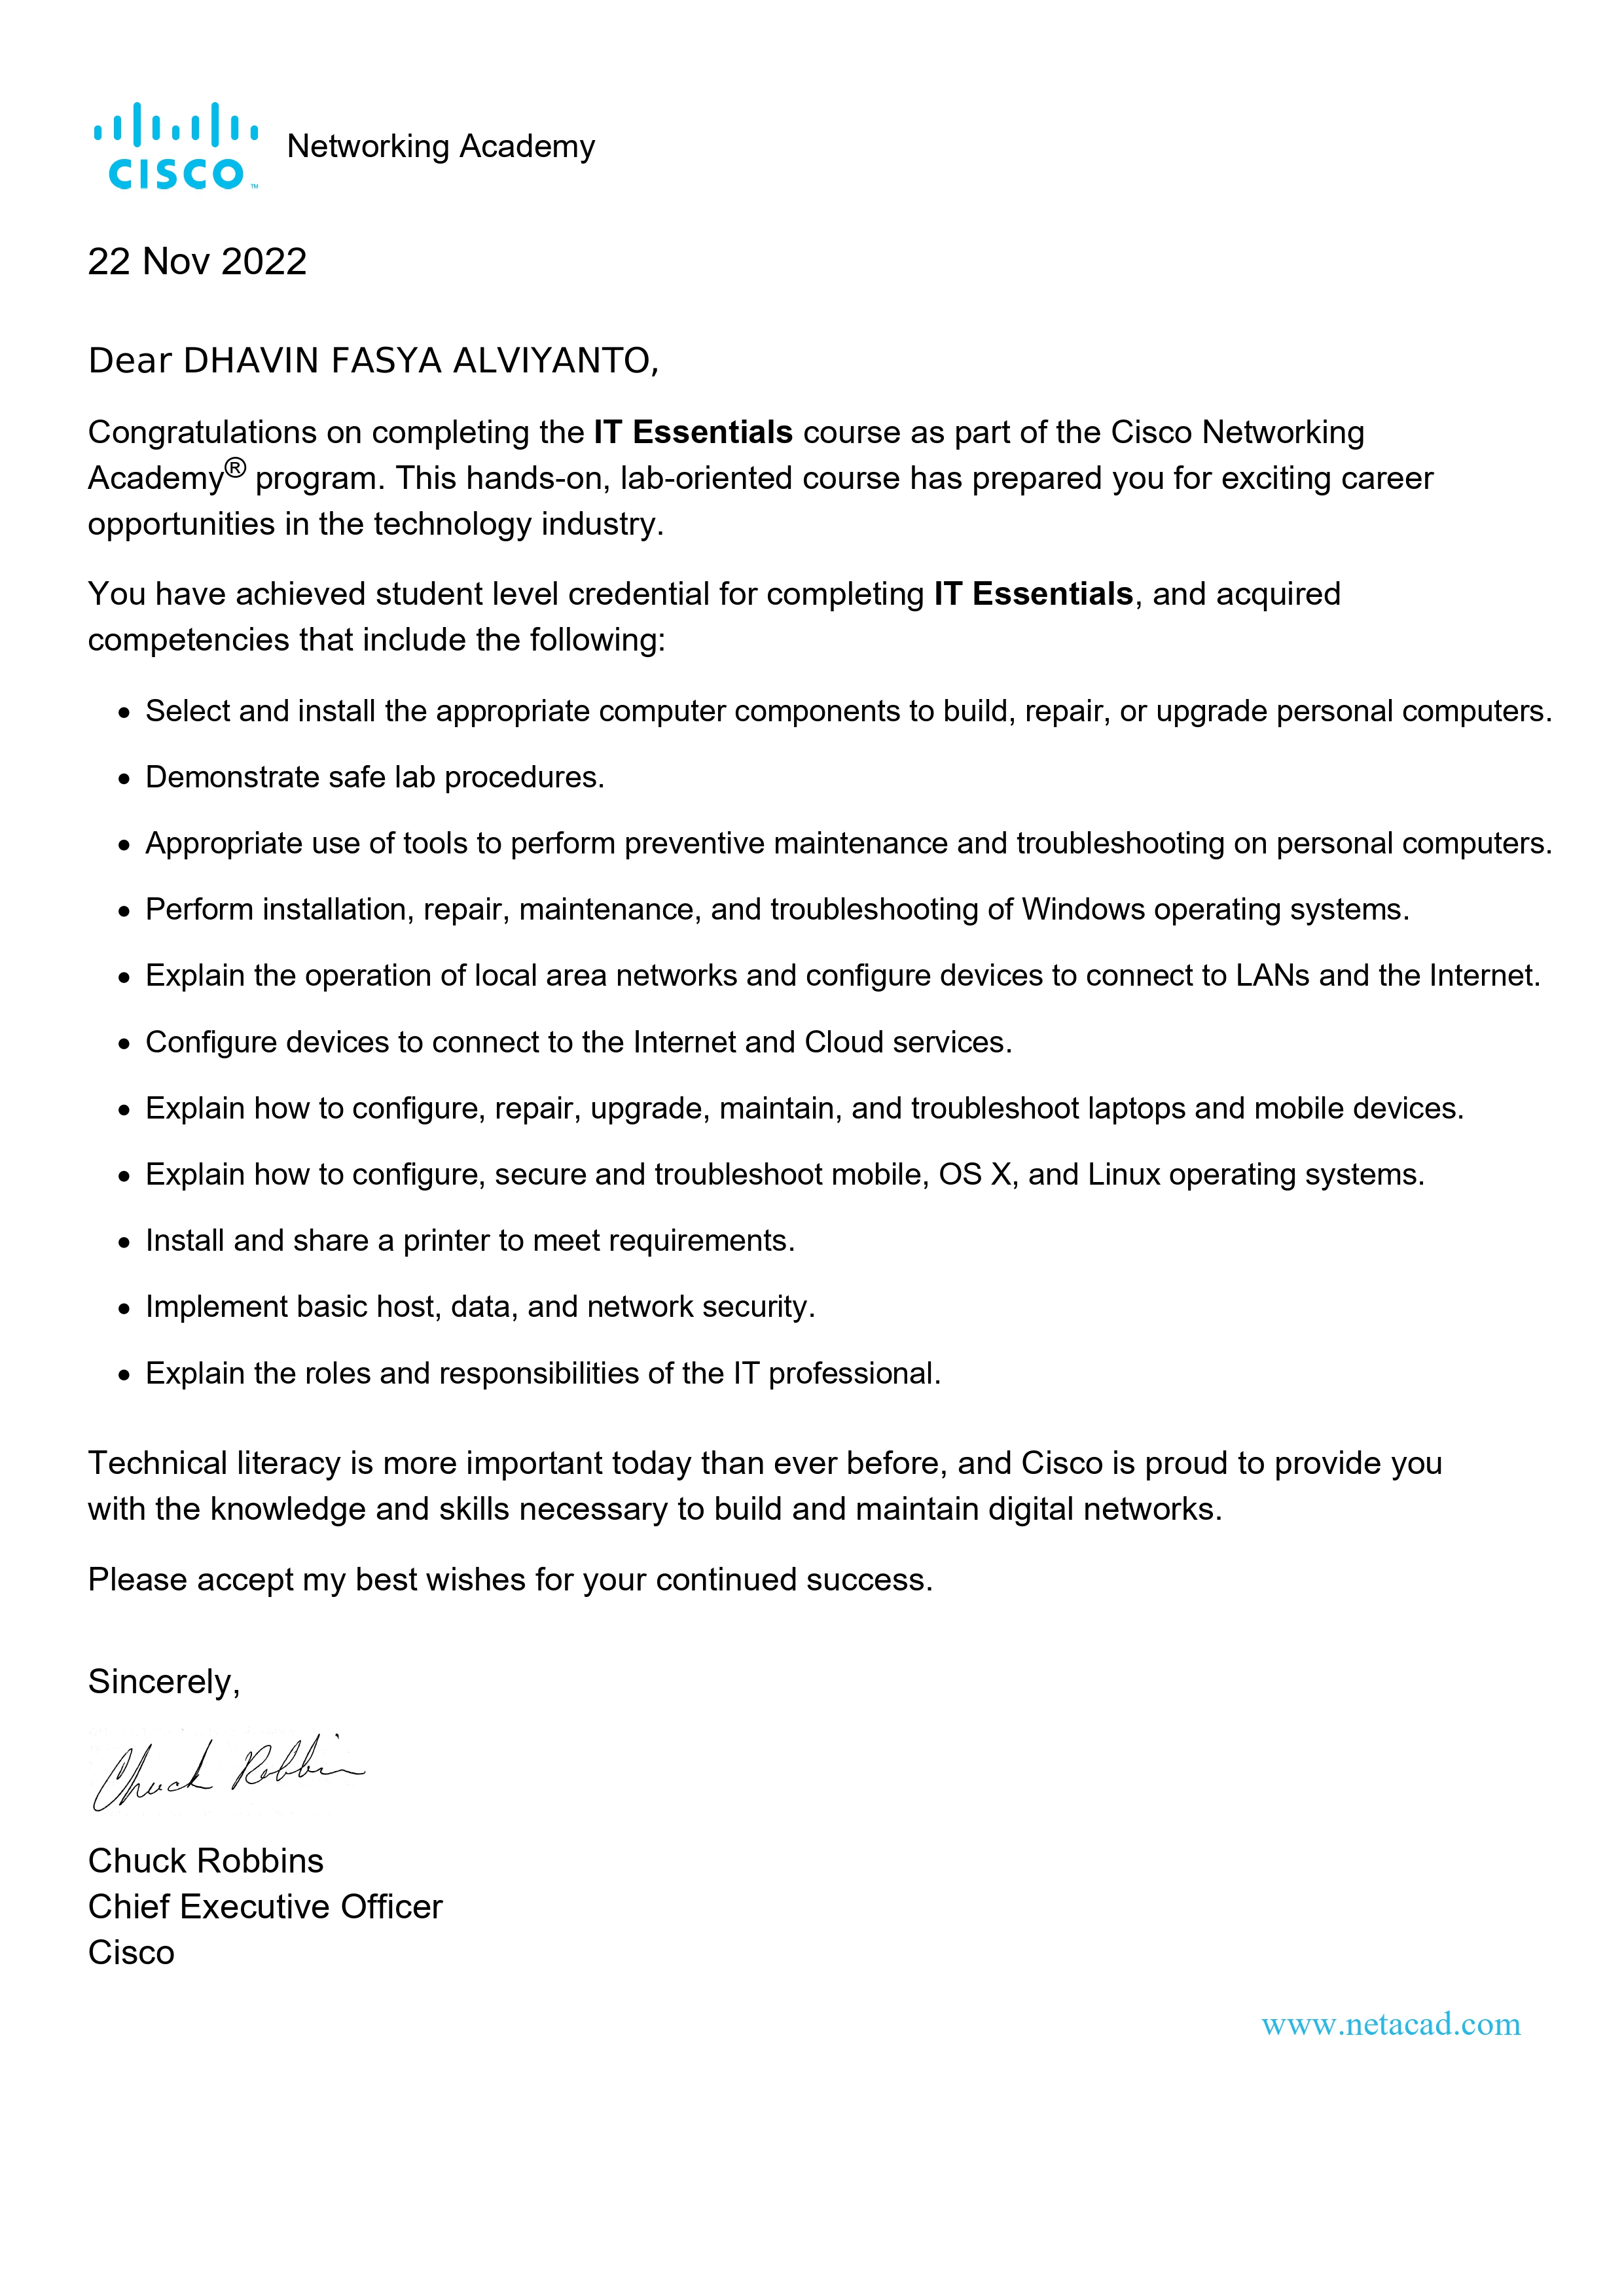 CISCO™ Networking Academy
22 Nov 2022
Dear DHAVIN FASYA ALVIYANTO,
Congratulations on completing the IT Essentials course as part of the Cisco Networking
Academy® program. This hands-on, lab-oriented course has prepared you for exciting career
opportunities in the technology industry.
You have achieved student level credential for completing IT Essentials, and acquired
competencies that include the following:
• Select and install the appropriate computer components to build, repair, or upgrade personal computers.
• Demonstrate safe lab procedures.
• Appropriate use of tools to perform preventive maintenance and troubleshooting on personal computers.
• Perform installation, repair, maintenance, and troubleshooting of Windows operating systems.
• Explain the operation of local area networks and configure devices to connect to LANs and the Internet.
• Configure devices to connect to the Internet and Cloud services.
• Explain how to configure, repair, upgrade, maintain, and troubleshoot laptops and mobile devices.
• Explain how to configure, secure and troubleshoot mobile, OS X, and Linux operating systems.
• Install and share a printer to meet requirements.
• Implement basic host, data, and network security.
• Explain the roles and responsibilities of the IT professional.
Technical literacy is more important today than ever before, and Cisco is proud to provide you
with the knowledge and skills necessary to build and maintain digital networks.
Please accept my best wishes for your continued success.
Sincerely,
Chuck Robbins
Chuck Robbins
Chief Executive Officer
Cisco
www.netacad.com